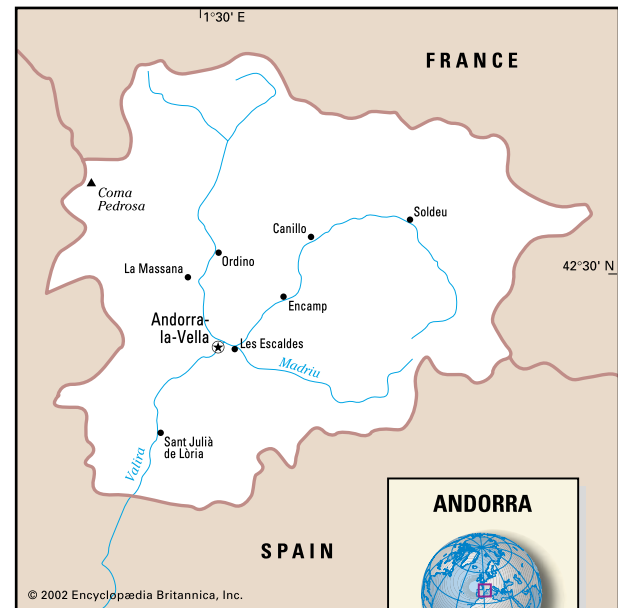 1°30' E
FRANCE
Coma
Pedrosa
Soldeu
Canillo
Ordino
La Massana
42°30' N
Encamp
Andorra-
la-Vella
Les Escaldes
Madriu
Sant Julià
de Lòria
Valira
ANDORRA
SPAIN
© 2002 Encyclopædia Britannica, Inc.